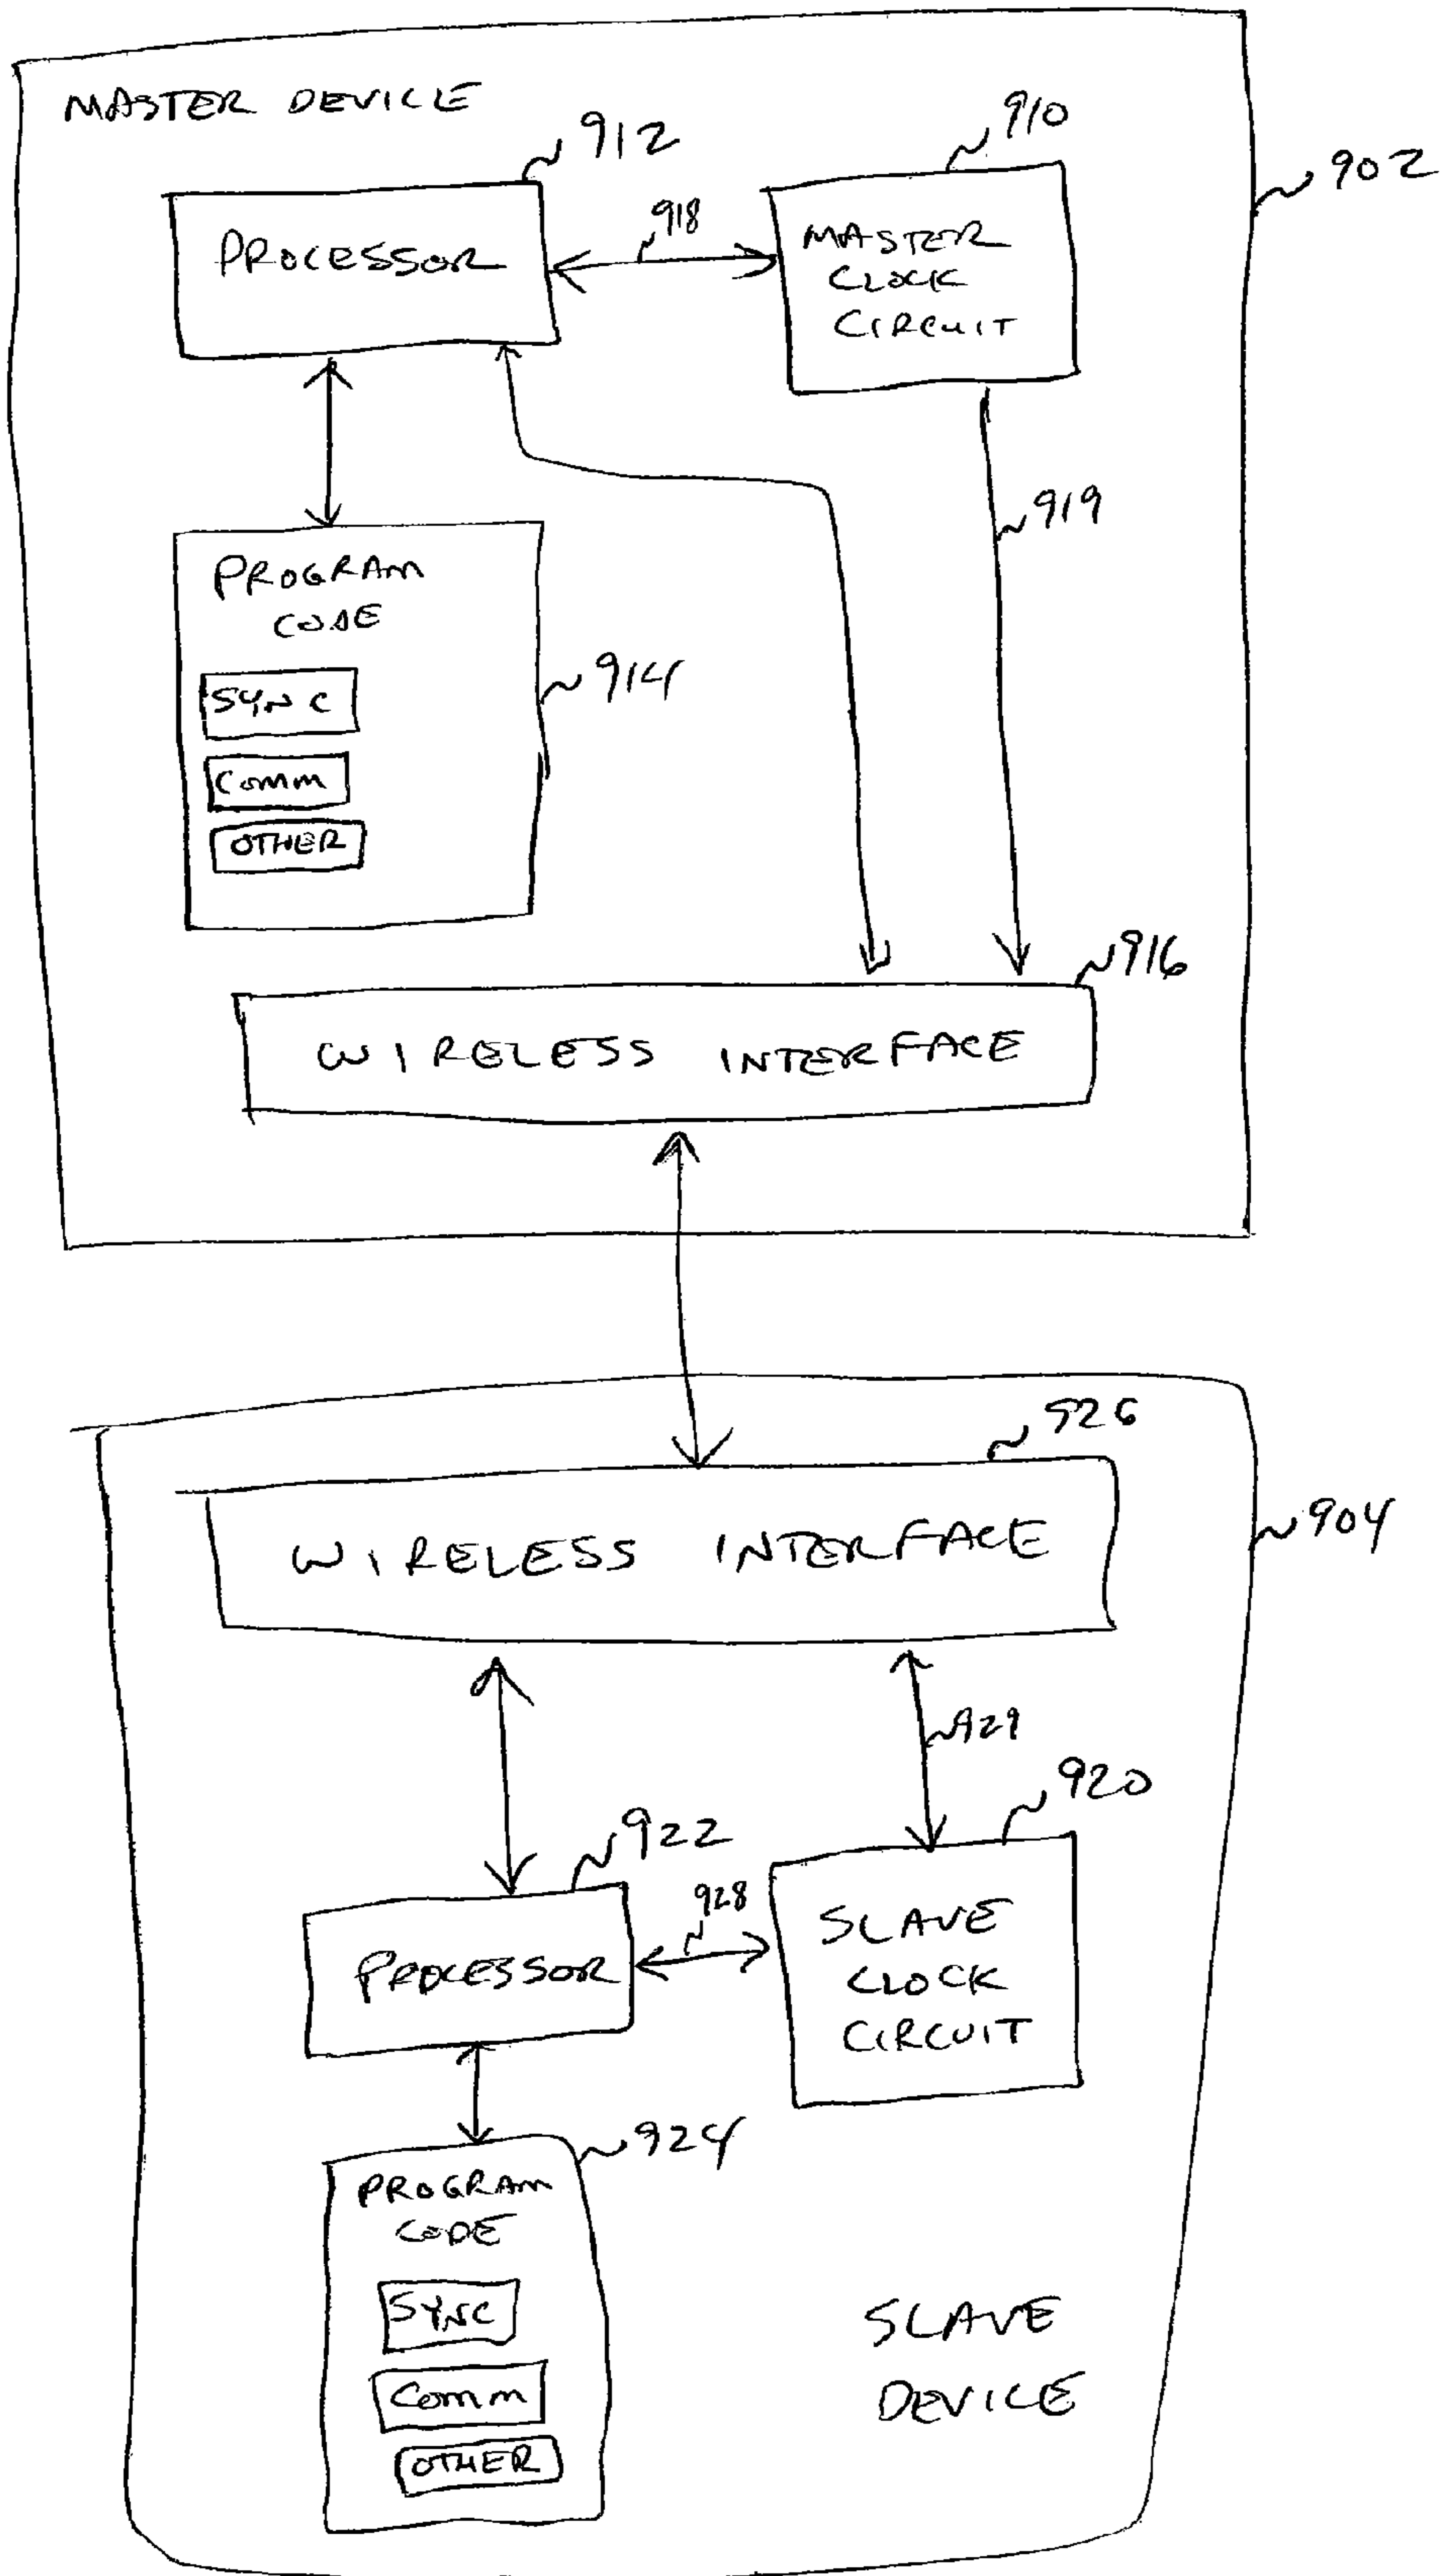 MASTER DEVICE
912
910
902
PROCESSOR
918
MASTER
CLOCK
CIRCUIT
919
PROGRAM
CODE
914
SYNC
Comm
OTHER
916
WIRELESS INTERFACE
926
WIRELESS INTERFACE
904
929
920
922
928
SLAVE
CLOCK
CIRCUIT
PROCESSOR
924
PROGRAM
CODE
SYNC
Comm
OTHER
SLAVE
DEVICE